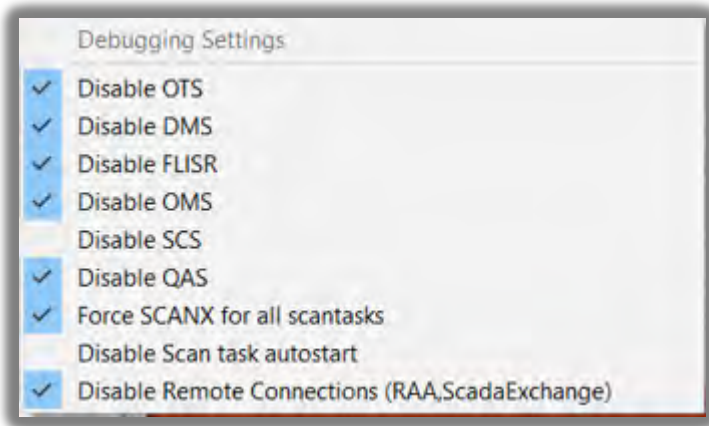 Debugging Settings
Disable OTS
Disable DMS
Disable FLISR
Disable OMS
Disable SCS
Disable QAS
Force SCANX for all scantasks
Disable Scan task autostart
Disable Remote Connections (RAA,ScadaExchange)